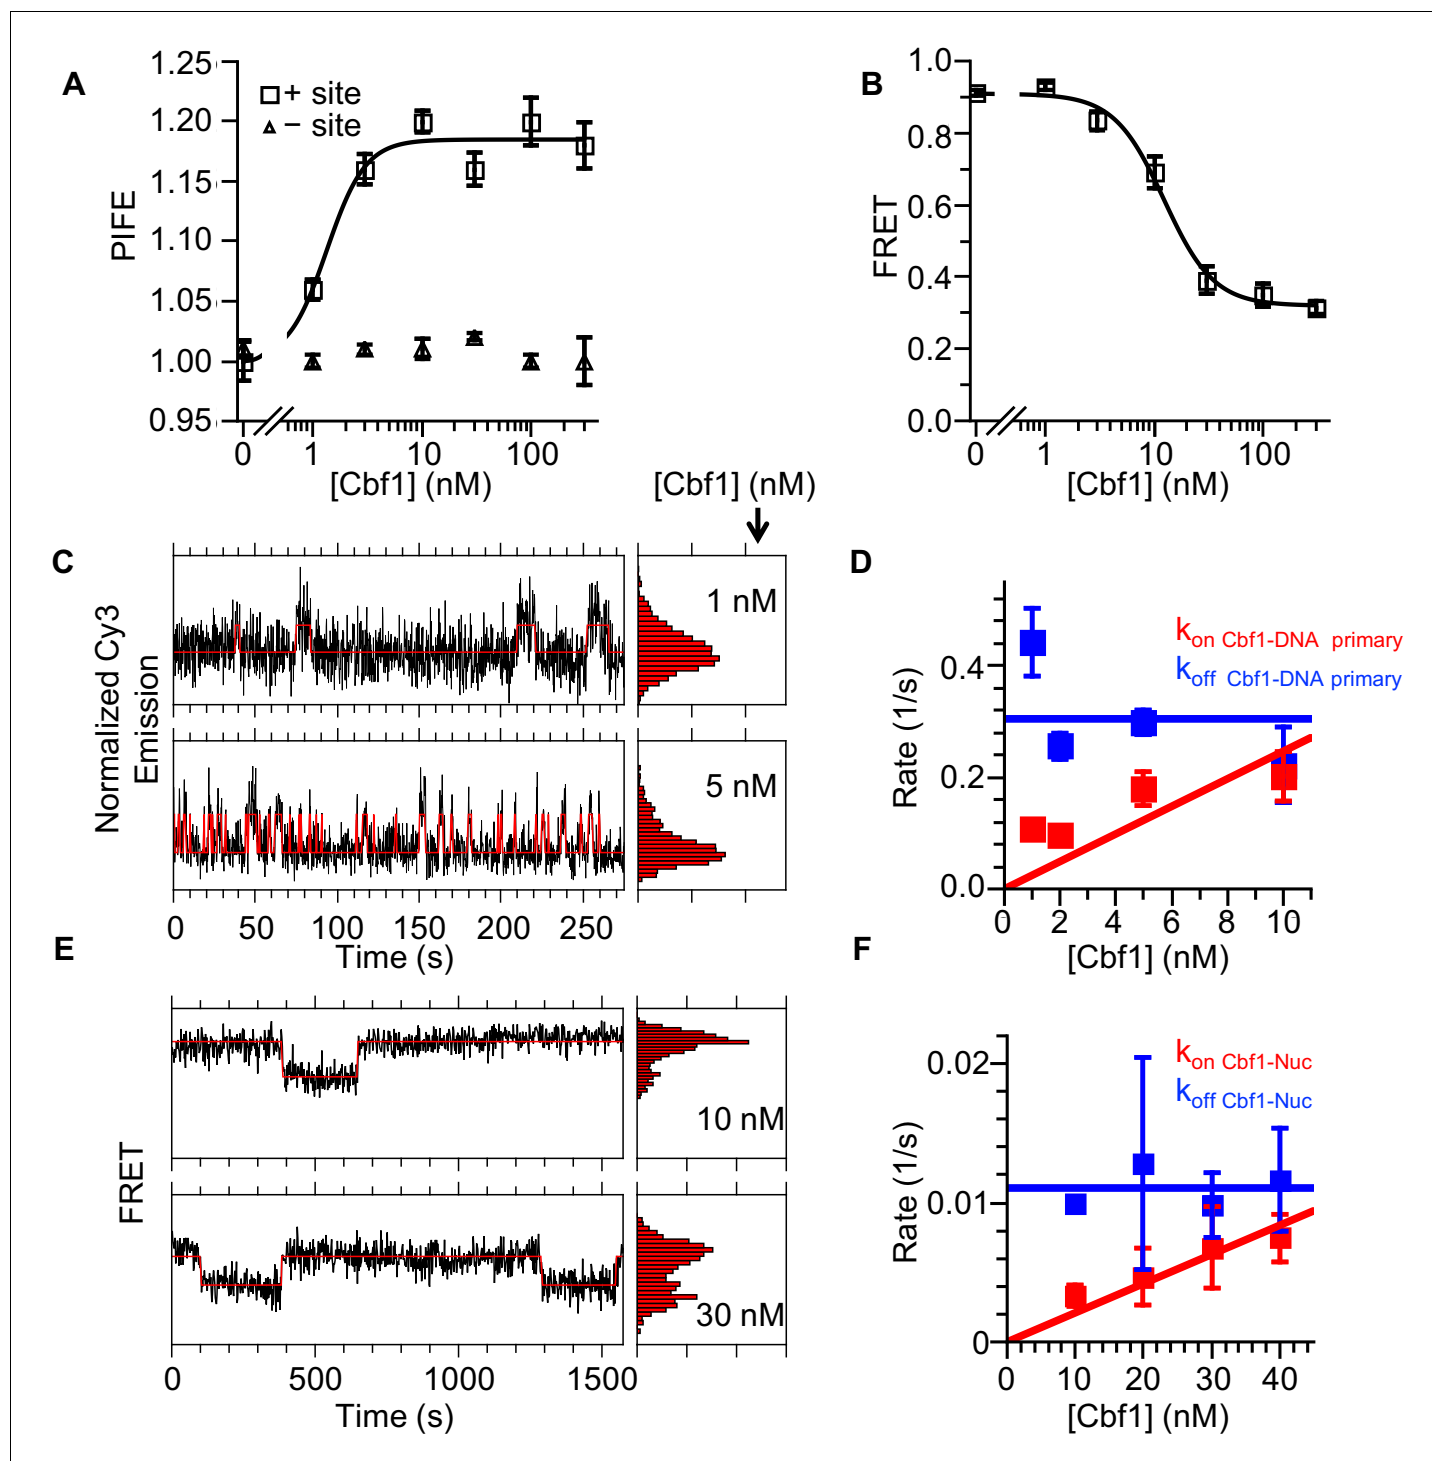 A
1.25
1.20
1.15
1.10
1.05
1.00
0.95
PIFE
+ site
− site
0 1 10 100
[Cbf1] (nM)
B
1.0
0.8
0.6
0.4
0.2
0.0
FRET
0 1 10 100
[Cbf1] (nM)
[Cbf1] (nM)
C
Normalized Cy3
Emission
1 nM
5 nM
0 50 100 150 200 250
Time (s)
D
0.4
0.2
0.0
Rate (1/s)
kon Cbf1-DNA primary
koff Cbf1-DNA primary
0 2 4 6 8 10
[Cbf1] (nM)
E
FRET
10 nM
30 nM
0 500 1000 1500
Time (s)
F
0.02
0.01
0
Rate (1/s)
kon Cbf1-Nuc
koff Cbf1-Nuc
0 10 20 30 40
[Cbf1] (nM)